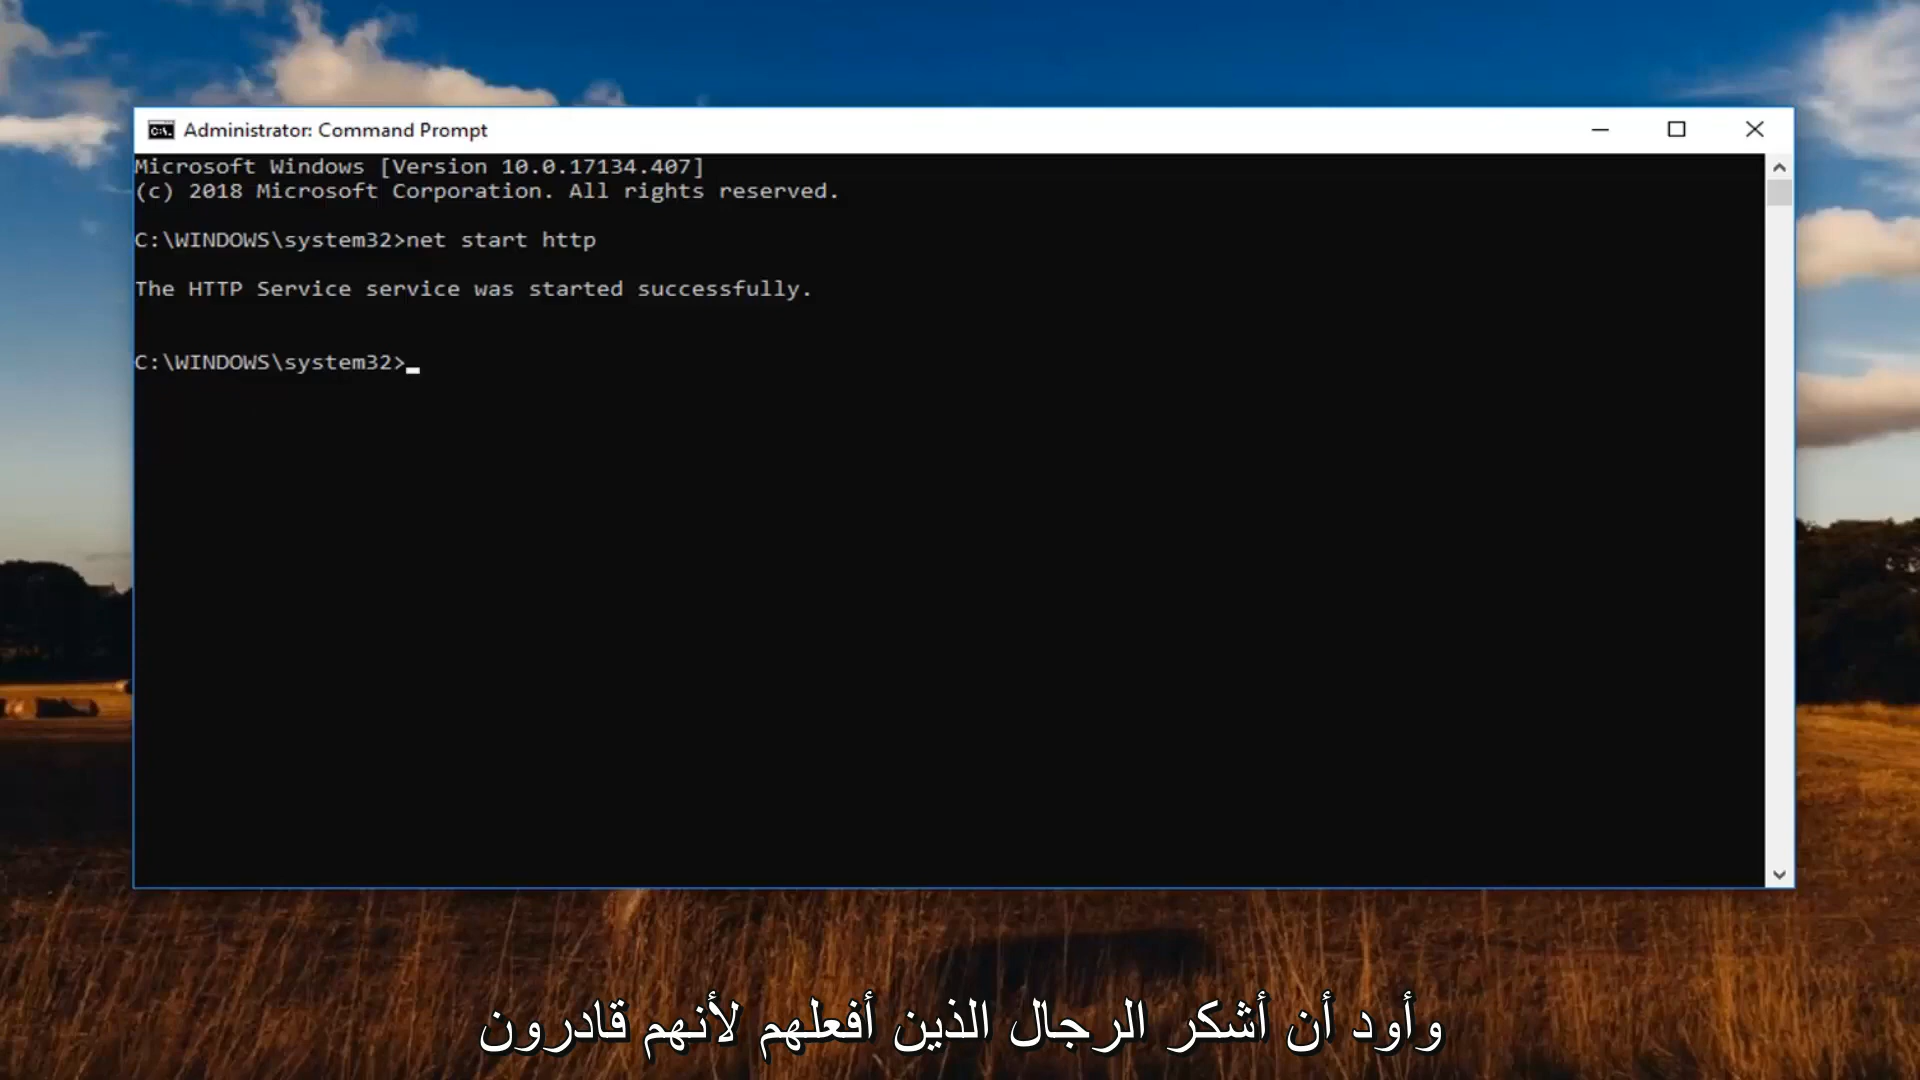 Administrator: Command Prompt
Microsoft Windows [Version 10.0.17134.407]
(c) 2018 Microsoft Corporation. All rights reserved.
C:\WINDOWS\system32>net start http
The HTTP Service service was started successfully.
C:\WINDOWS\system32>
وأود أن أشكر الرجال الذين أفعلهم لأنهم قادرون